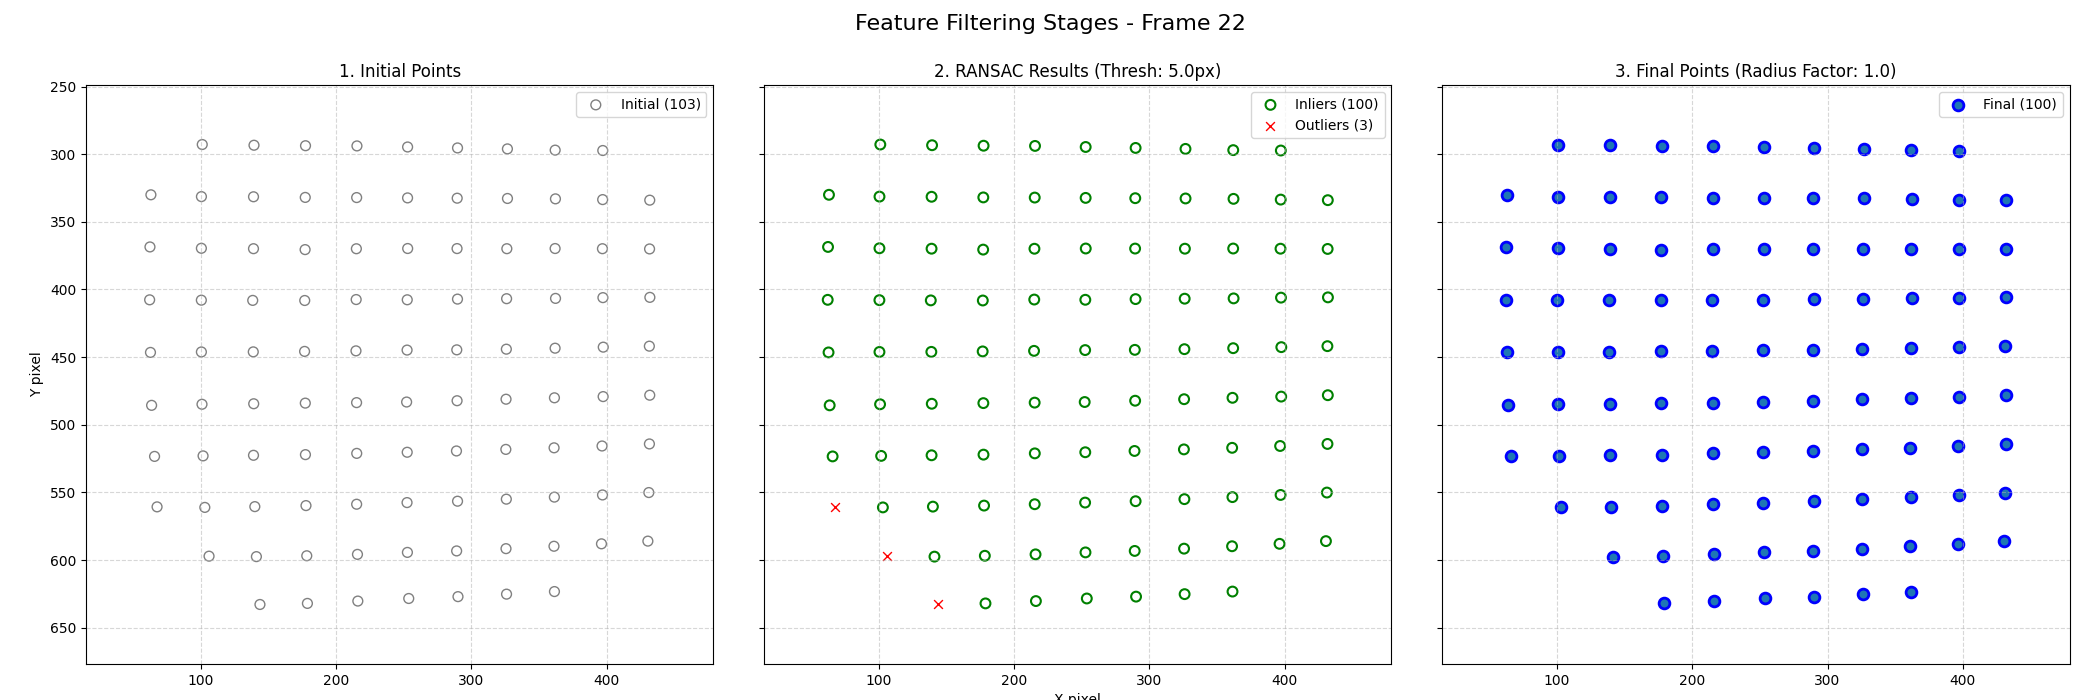 Feature Filtering Stages - Frame 22
1. Initial Points
Initial (103)
250
300
350
400
450
500
550
600
650
Y pixel
100
200
300
400
2. RANSAC Results (Thresh: 5.0px)
Inliers (100)
Outliers (3)
100
200
300
400
X pixel
3. Final Points (Radius Factor: 1.0)
Final (100)
100
200
300
400